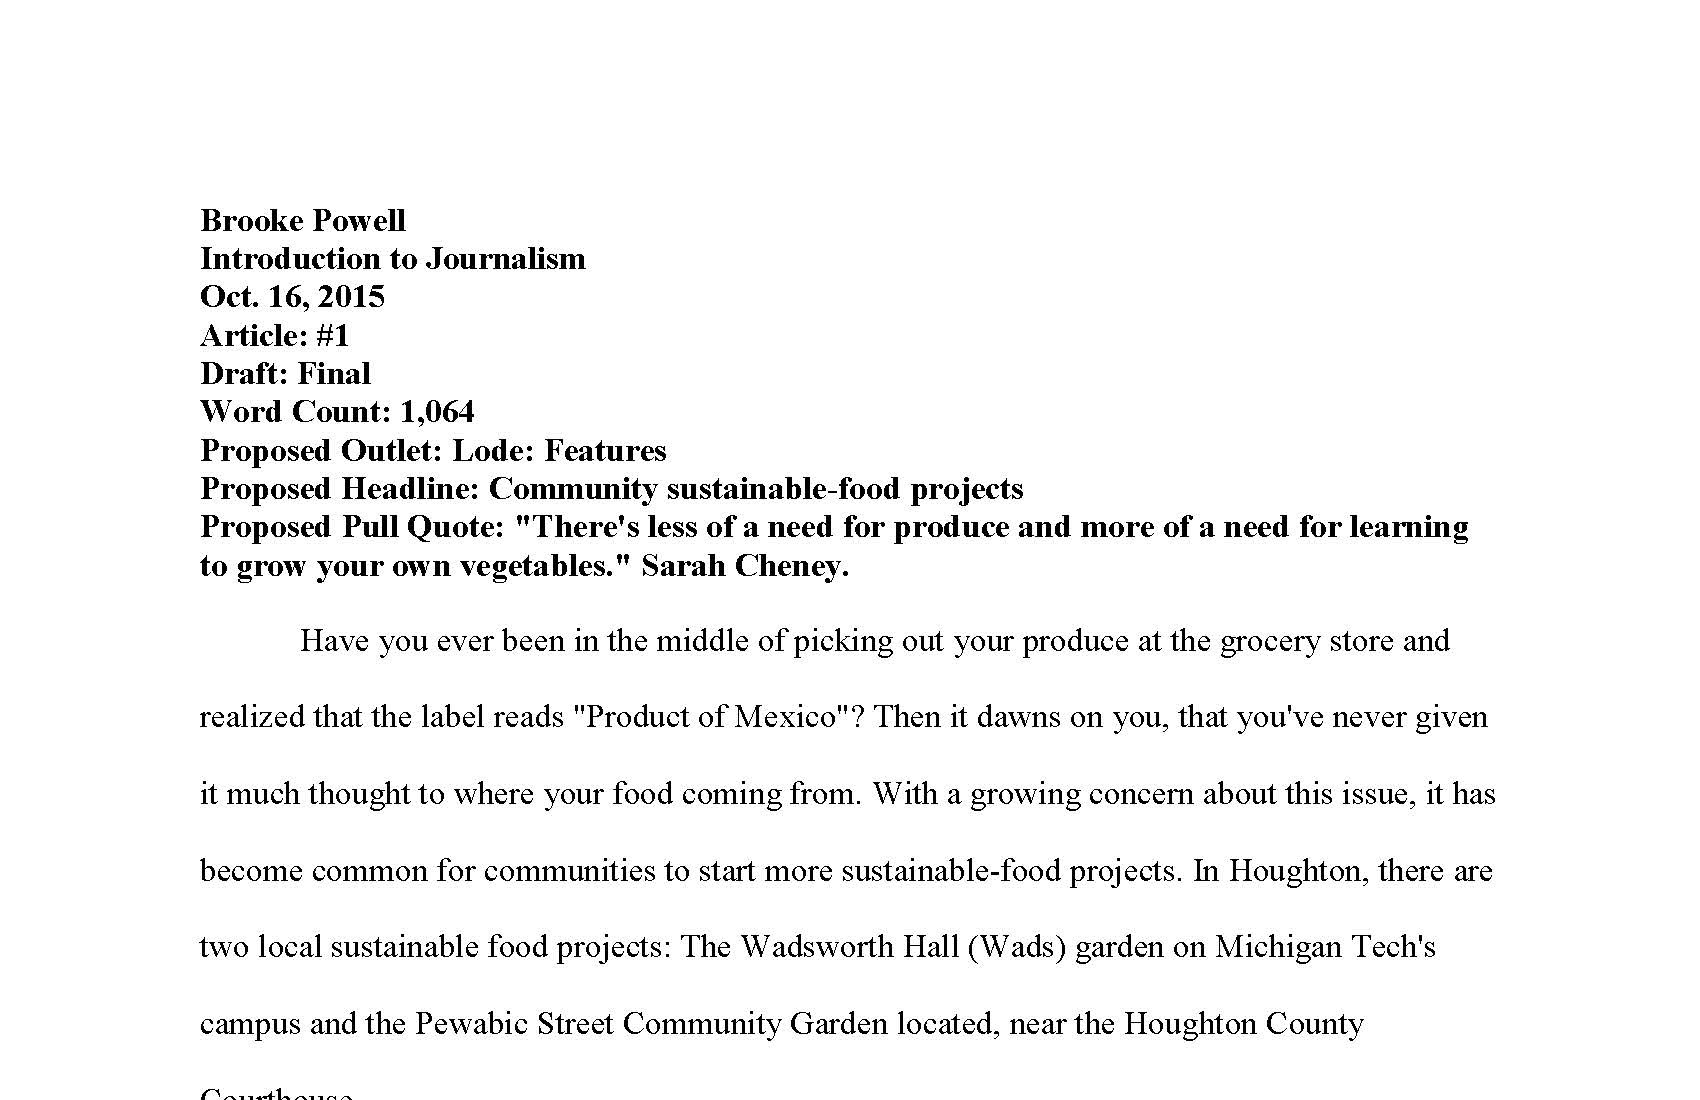 Brooke Powell
Introduction to Journalism
Oct. 16, 2015
Article: #1
Draft: Final
Word Count: 1,064
Proposed Outlet: Lode: Features
Proposed Headline: Community sustainable-food projects
Proposed Pull Quote: "There's less of a need for produce and more of a need for learning
to grow your own vegetables." Sarah Cheney.
Have you ever been in the middle of picking out your produce at the grocery store and
realized that the label reads "Product of Mexico"? Then it dawns on you, that you've never given
it much thought to where your food coming from. With a growing concern about this issue, it has
become common for communities to start more sustainable-food projects. In Houghton, there are
two local sustainable food projects: The Wadsworth Hall (Wads) garden on Michigan Tech's
campus and the Pewabic Street Community Garden located, near the Houghton County
Courthouse.